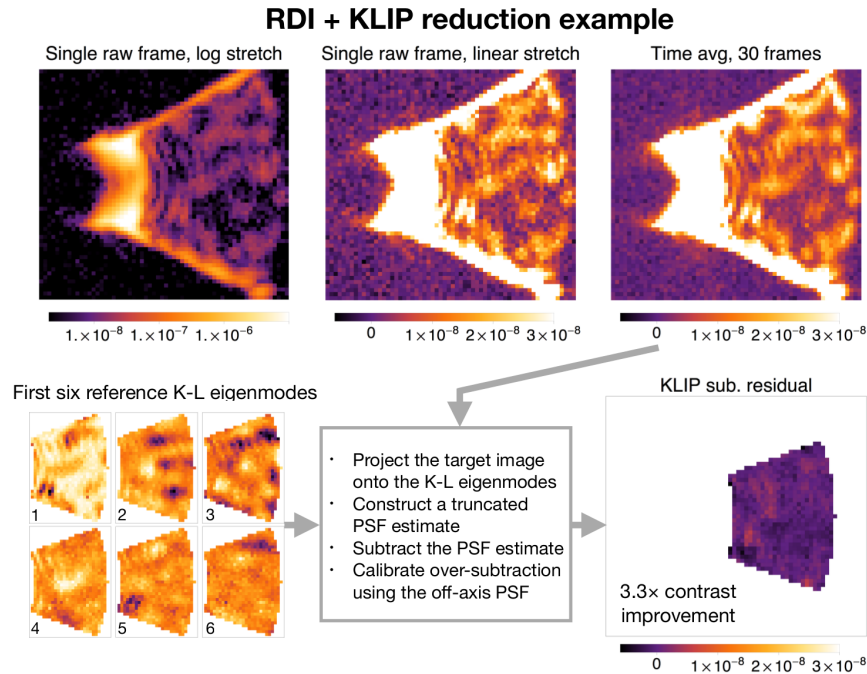 RDI + KLIP reduction example
Single raw frame, log stretch
Single raw frame, linear stretch
Time avg, 30 frames
1.×10⁻⁸ 1.×10⁻⁷ 1.×10⁻⁶
0 1×10⁻⁸ 2×10⁻⁸ 3×10⁻⁸
0 1×10⁻⁸ 2×10⁻⁸ 3×10⁻⁸
First six reference K-L eigenmodes
1
2
3
4
5
6
· Project the target image
onto the K-L eigenmodes
· Construct a truncated
PSF estimate
· Subtract the PSF estimate
· Calibrate over-subtraction
using the off-axis PSF
KLIP sub. residual
3.3× contrast
improvement
0 1×10⁻⁸ 2×10⁻⁸ 3×10⁻⁸